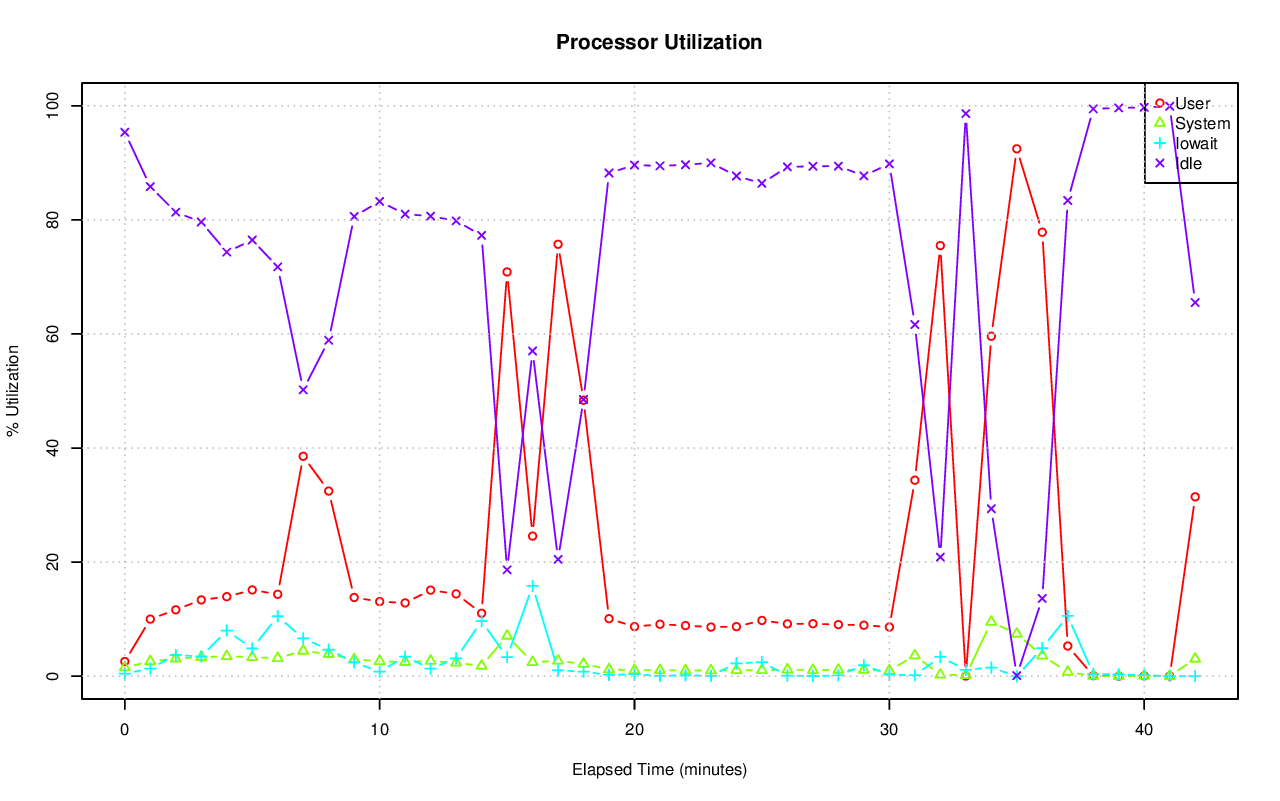 Processor Utilization
% Utilization
100
80
60
40
20
0
User
System
Iowait
Idle
0 10 20 30 40
Elapsed Time (minutes)